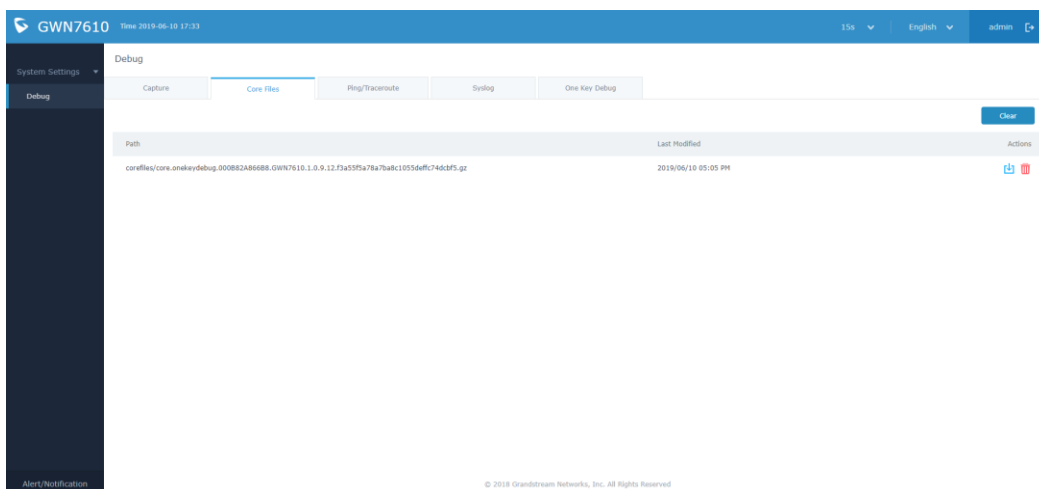 GWN7610 Time 2019-06-10 17:33 15s English admin
System Settings
Debug
Debug
Capture Core Files Ping/Traceroute Syslog One Key Debug
Clear
Path Last Modified Actions
corefiles/core.onekeydebug.000B82A866B8.GWN7610.1.0.9.12.f3a55f5a78a7ba8c1055deffc74dcbf5.gz 2019/06/10 05:05 PM
Alert/Notification
© 2018 Grandstream Networks, Inc. All Rights Reserved